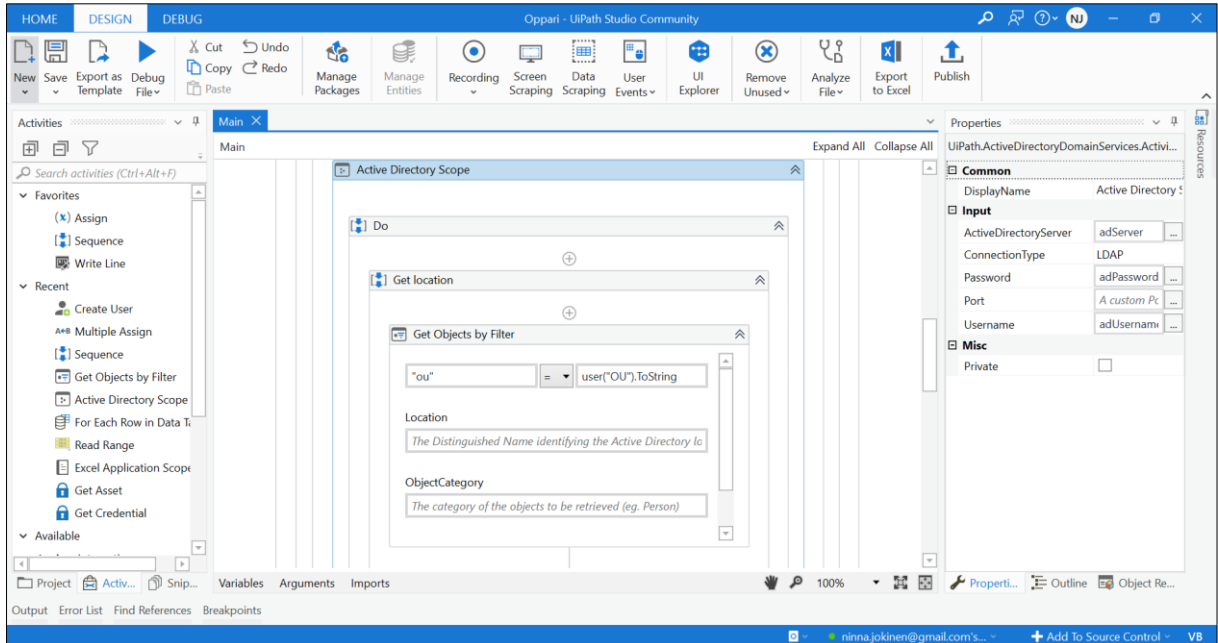 HOME DESIGN DEBUG Oppari - UiPath Studio Community NJ
New Save Export as Template Debug File Cut Copy Paste Undo Redo Manage Packages Manage Entities Recording Screen Scraping Data Scraping User Events UI Explorer Remove Unused Analyze File Export to Excel Publish
Activities
Search activities (Ctrl+Alt+F)
Favorites
Assign
Sequence
Write Line
Recent
Create User
A+B Multiple Assign
Sequence
Get Objects by Filter
Active Directory Scope
For Each Row in Data Ta
Read Range
Excel Application Scope
Get Asset
Get Credential
Available
Project Activ... Snip...
Main
Main Expand All Collapse All
Active Directory Scope
Do
Get location
Get Objects by Filter
"ou" = user("OU").ToString
Location
The Distinguished Name identifying the Active Directory lo
ObjectCategory
The category of the objects to be retrieved (eg. Person)
Variables Arguments Imports 100%
Properties
UiPath.ActiveDirectoryDomainServices.Activi...
Common
DisplayName Active Directory S
Input
ActiveDirectoryServer adServer ...
ConnectionType LDAP
Password adPassword ...
Port A custom Po ...
Username adUsername ...
Misc
Private
Properti... Outline Object Re...
Resources
Output Error List Find References Breakpoints
ninna.jokinen@gmail.com's... Add To Source Control VB